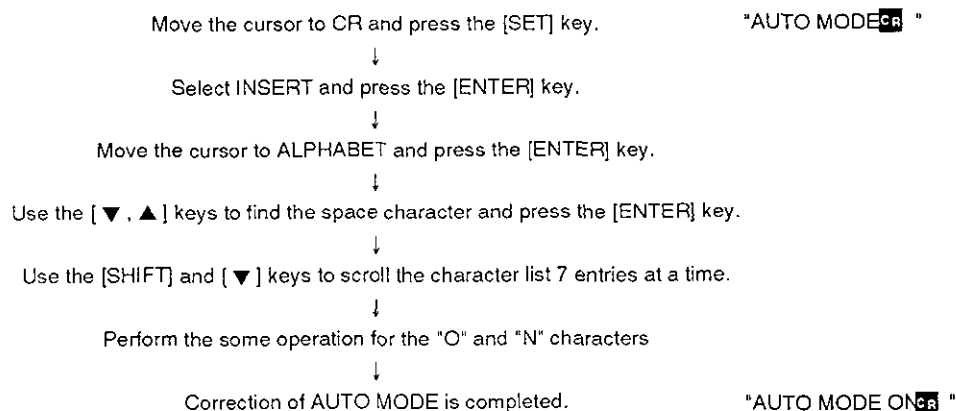 Move the cursor to CR and press the [SET] key. "AUTO MODECR "
↓
Select INSERT and press the [ENTER] key.
↓
Move the cursor to ALPHABET and press the [ENTER] key.
↓
Use the [ ▼ , ▲ ] keys to find the space character and press the [ENTER] key.
↓
Use the [SHIFT] and [ ▼ ] keys to scroll the character list 7 entries at a time.
↓
Perform the some operation for the "O" and "N" characters
↓
Correction of AUTO MODE is completed. "AUTO MODE ONCR "